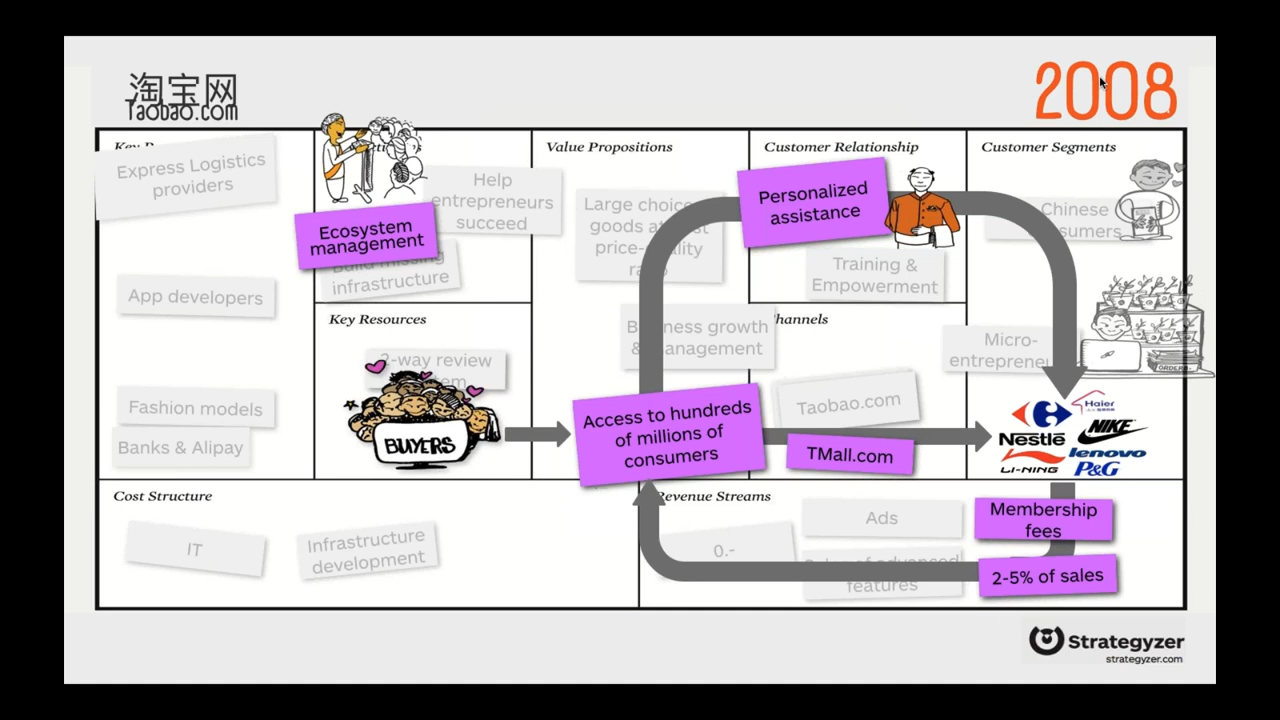 淘宝网
Taobao.com
2008
Express Logistics
providers
App developers
Fashion models
Banks & Alipay
Help
entrepreneurs
succeed
Ecosystem
management
infrastructure
Key Resources
2-way review
BUYERS
Value Propositions
Large choice
goods at
Access to hundreds
of millions of
consumers
Customer Relationship
Personalized
assistance
Training &
Empowerment
Taobao.com
TMall.com
Customer Segments
Chinese
Micro-
Haier
Nestlé
NIKE
LI-NING
lenovo
P&G
Cost Structure
IT
Infrastructure
development
Revenue Streams
0.-
Ads
features
Membership
fees
2-5% of sales
Strategyzer
strategyzer.com